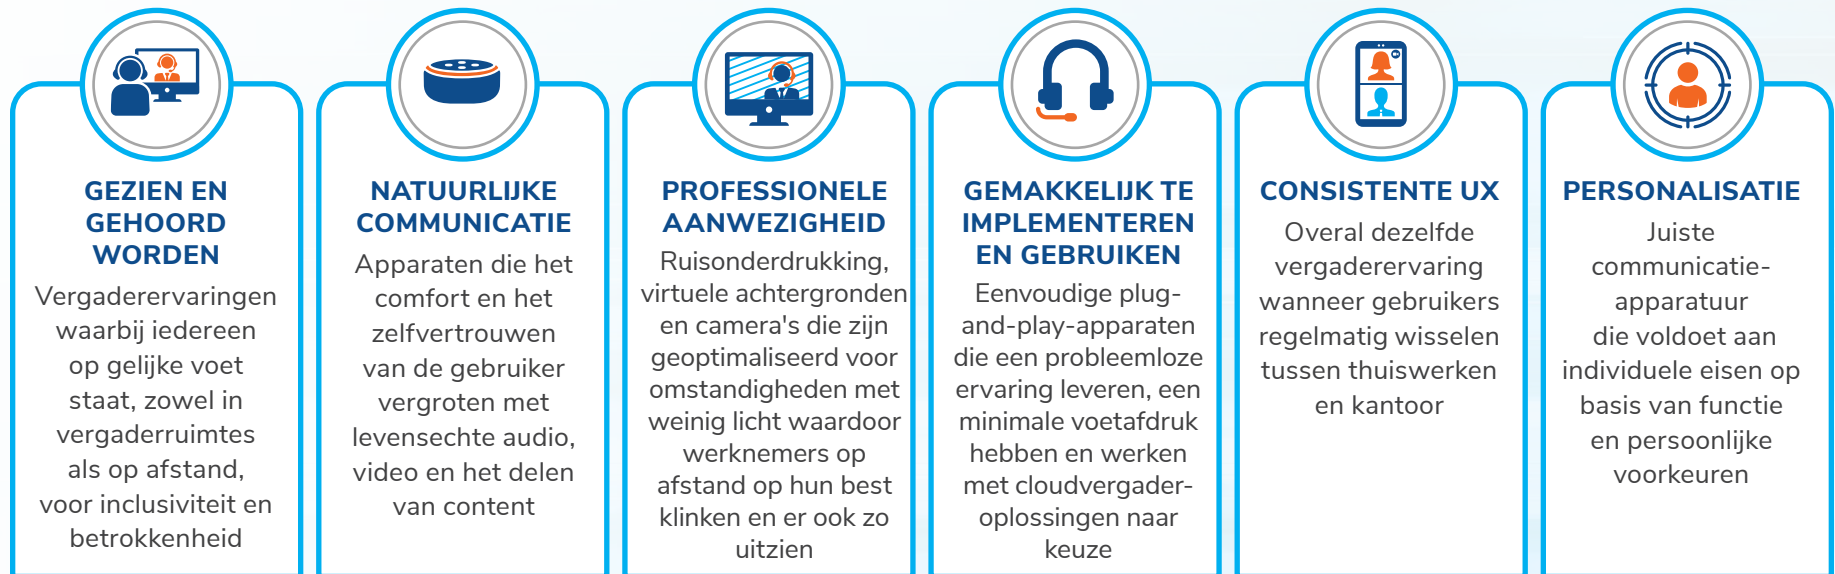 GEZIEN EN
GEHOORD
WORDEN
Vergaderervaringen
waarbij iedereen
op gelijke voet
staat, zowel in
vergaderruimtes
als op afstand,
voor inclusiviteit en
betrokkenheid
NATUURLIJKE
COMMUNICATIE
Apparaten die het
comfort en het
zelfvertrouwen
van de gebruiker
vergroten met
levensechte audio,
video en het delen
van content
PROFESSIONELE
AANWEZIGHEID
Ruisonderdrukking,
virtuele achtergronden
en camera's die zijn
geoptimaliseerd voor
omstandigheden met
weinig licht waardoor
werknemers op
afstand op hun best
klinken en er ook zo
uitzien
GEMAKKELIJK TE
IMPLEMENTEREN
EN GEBRUIKEN
Eenvoudige plug-
and-play-apparaten
die een probleemloze
ervaring leveren, een
minimale voetafdruk
hebben en werken
met cloudvergader-
oplossingen naar
keuze
CONSISTENTE UX
Overal dezelfde
vergaderervaring
wanneer gebruikers
regelmatig wisselen
tussen thuiswerken
en kantoor
PERSONALISATIE
Juiste
communicatie-
apparatuur
die voldoet aan
individuele eisen op
basis van functie
en persoonlijke
voorkeuren